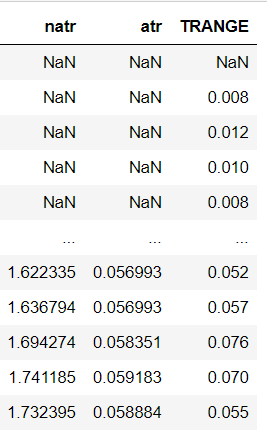 natr atr TRANGE
NaN NaN NaN
NaN NaN 0.008
NaN NaN 0.012
NaN NaN 0.010
NaN NaN 0.008
... ... ...
1.622335 0.056993 0.052
1.636794 0.056993 0.057
1.694274 0.058351 0.076
1.741185 0.059183 0.070
1.732395 0.058884 0.055